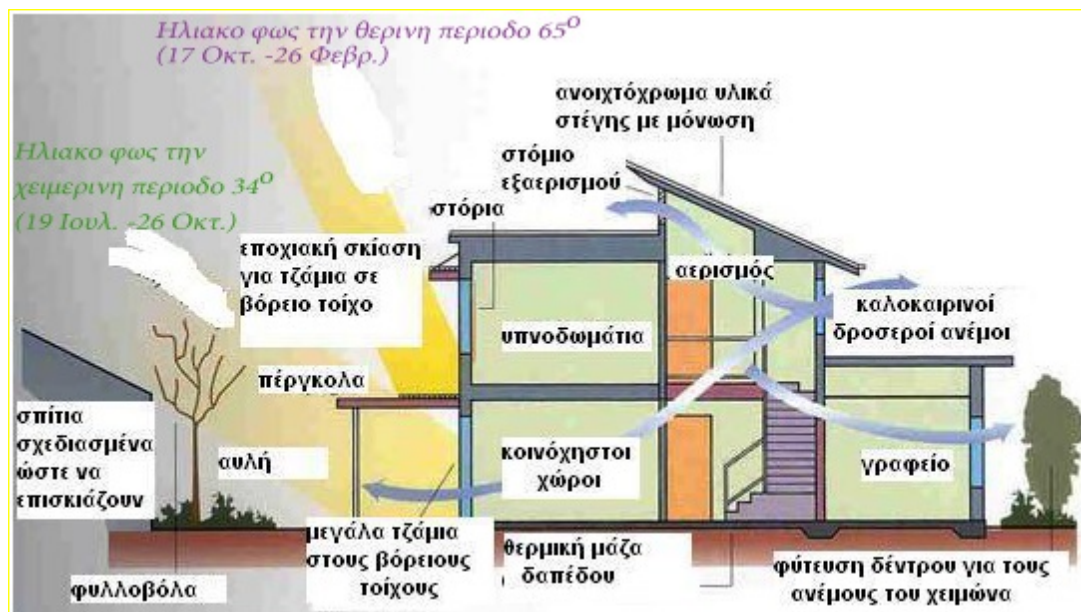 Ηλιακο φως την θερινη περιοδο 65⁰
(17 Οκτ. -26 Φεβρ.)
ανοιχτόχρωμα υλικά
στέγης με μόνωση
Ηλιακο φως την
χειμερινη περιοδο 34⁰
(19 Ιουλ. -26 Οκτ.)
στόμιο
εξαερισμού
στόρια
εποχιακή σκίαση
για τζάμια σε
βόρειο τοίχο
αερισμός
καλοκαιρινοί
δροσεροί ανέμοι
υπνοδωμάτια
πέργκολα
σπίτια
σχεδιασμένα
ώστε να
επισκιάζουν
αυλή
κοινόχηστοι
χώροι
γραφείο
μεγάλα τζάμια
στους βόρειους
τοίχους
θερμική μάζα
δαπέδου
φύτευση δέντρου για τους
ανέμους του χειμώνα
φυλλοβόλα